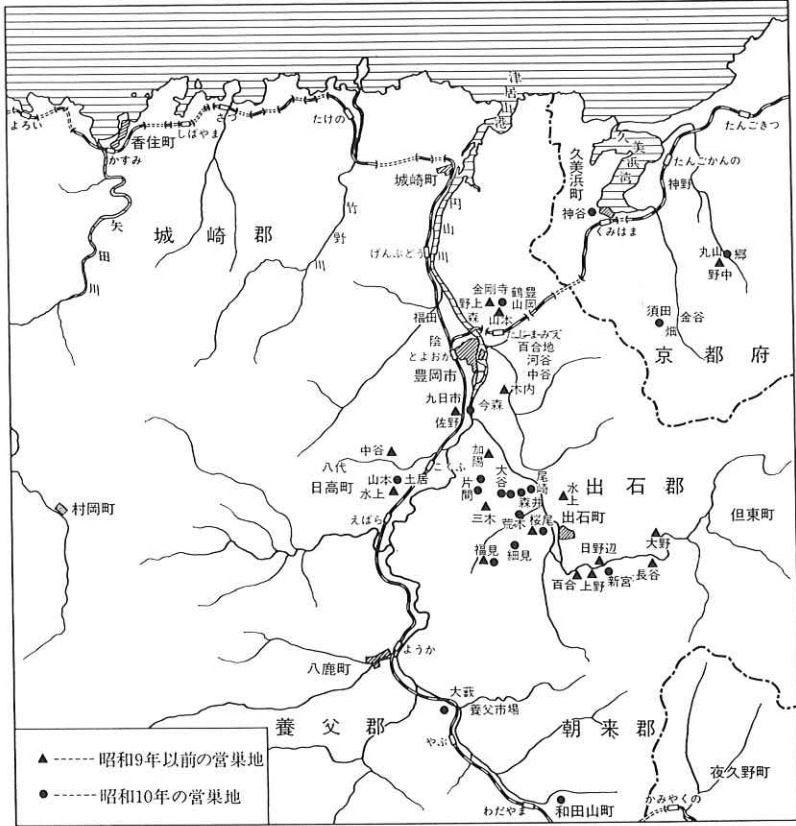 津居山港
久美浜湾
たんごきつ
よろい
香住町
かすみ
しばやま
さつ
たけの
城崎町
久美浜町
神谷
くみはま
たんごかんの
神野
矢田川
城崎郡
竹野川
円山川
げんぶどう
丸山
郷
野中
金剛寺
野上
鶴山
豊岡
山本
森
福田
須田
金谷
畑
京都府
陰
とよおか
たじまみえ
百合地
河谷
中谷
豊岡市
木内
九日市
佐野
今森
中谷
八代
こくふ
山本
土居
日高町
水上
加陽
大谷
片間
尾崎
水上
出石郡
森井
三木
荒木
桜尾
出石町
但東町
村岡町
えばら
福見
細見
日野辺
大野
百合
上野
新宮
長谷
八鹿町
ようか
大薮
養父市場
養父郡
朝来郡
やぶ
夜久野町
わだやま
和田山町
かみやくの
▲-----昭和9年以前の営巣地
●-----昭和10年の営巣地